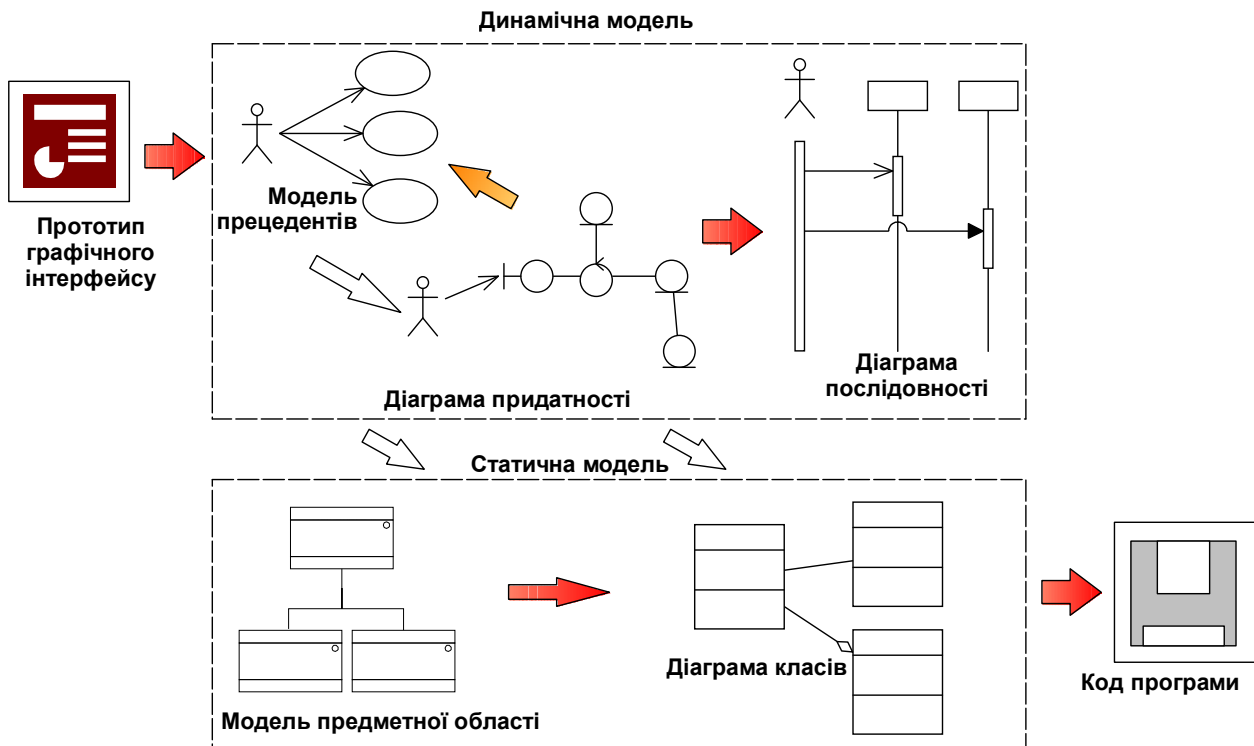 Динамічна модель
Прототип
графічного
інтерфейсу
Модель
прецедентів
Діаграма придатності
Діаграма
послідовності
Статична модель
Модель предметної області
Діаграма класів
Код програми